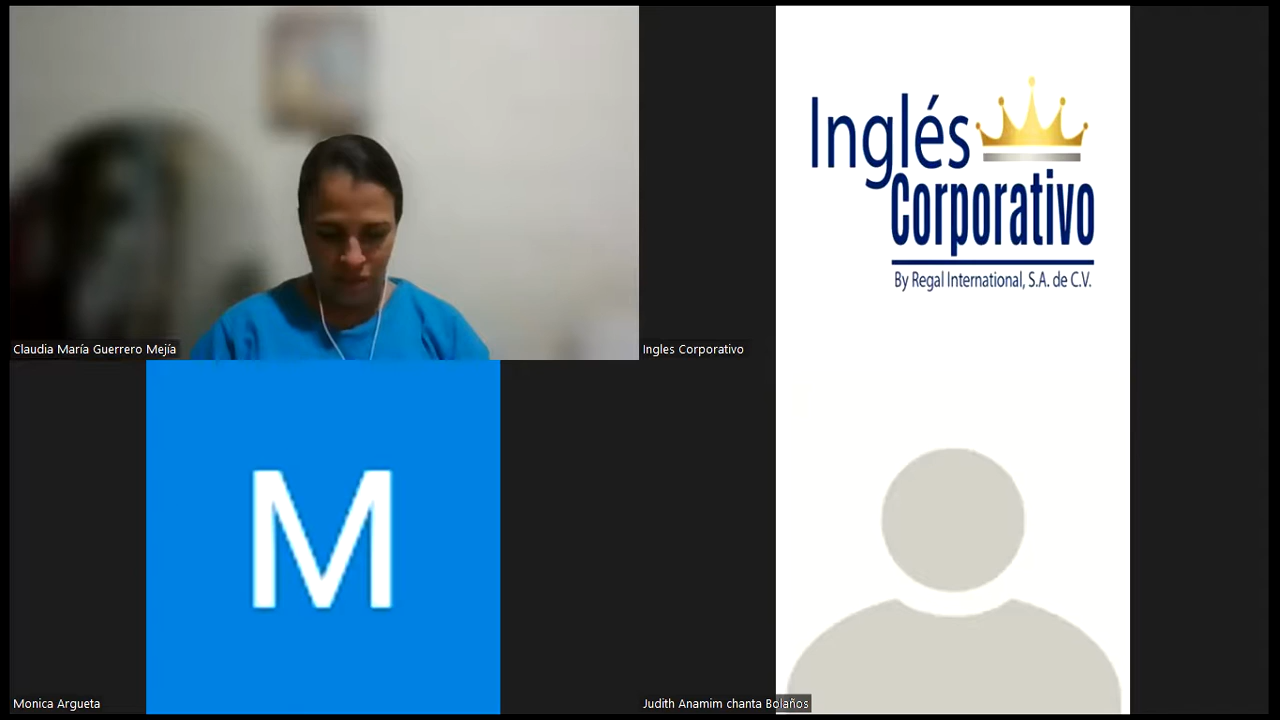 Inglés
Corporativo
By Regal International, S.A. de C.V.
Claudia María Guerrero Mejía
Ingles Corporativo
M
Monica Argueta
Judith Anamim chanta Bolaños